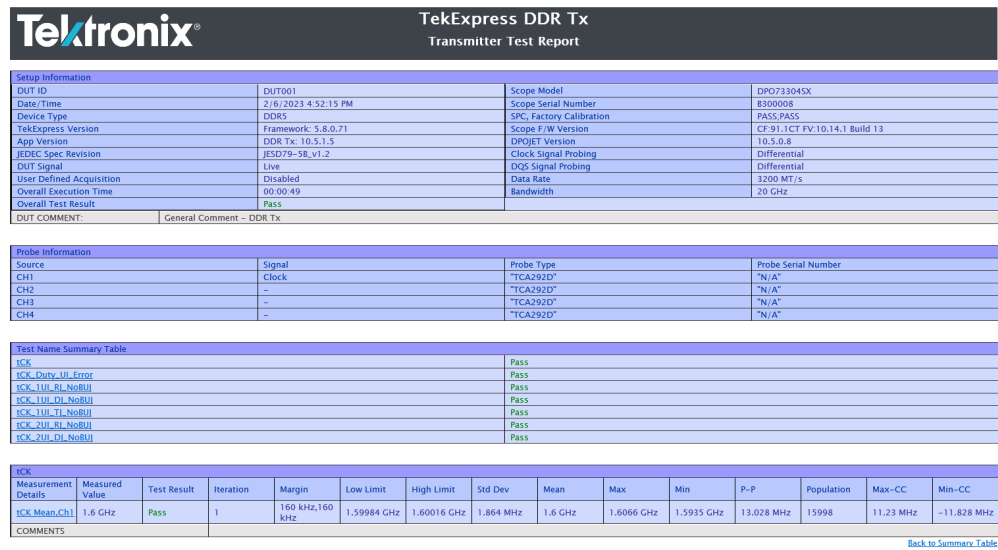 Tektronix®
TekExpress DDR Tx
Transmitter Test Report
Setup Information
DUT ID DUT001 Scope Model DPO73304SX
Date/Time 2/6/2023 4:52:15 PM Scope Serial Number B300008
Device Type DDR5 SPC, Factory Calibration PASS;PASS
TekExpress Version Framework: 5.8.0.71 Scope F/W Version CF:91.1CT FV:10.14.1 Build 13
App Version DDR Tx: 10.5.1.5 DPOJET Version 10.5.0.8
JEDEC Spec Revision JESD79-5B_v1.2 Clock Signal Probing Differential
DUT Signal Live DQS Signal Probing Differential
User Defined Acquisition Disabled Data Rate 3200 MT/s
Overall Execution Time 00:00:49 Bandwidth 20 GHz
Overall Test Result Pass
DUT COMMENT: General Comment - DDR Tx
Probe Information
Source Signal Probe Type Probe Serial Number
CH1 Clock "TCA292D" "N/A"
CH2 - "TCA292D" "N/A"
CH3 - "TCA292D" "N/A"
CH4 - "TCA292D" "N/A"
Test Name Summary Table
tCK Pass
tCK_Duty_UI_Error Pass
tCK_1UI_RJ_NoBUJ Pass
tCK_1UI_DJ_NoBUJ Pass
tCK_1UI_TJ_NoBUJ Pass
tCK_2UI_RJ_NoBUJ Pass
tCK_2UI_DJ_NoBUJ Pass
tCK
Measurement Details Measured Value Test Result Iteration Margin Low Limit High Limit Std Dev Mean Max Min P-P Population Max-CC Min-CC
tCK Mean,Ch1 1.6 GHz Pass 1 160 kHz,160 kHz 1.59984 GHz 1.60016 GHz 1.864 MHz 1.6 GHz 1.6066 GHz 1.5935 GHz 13.028 MHz 15998 11.23 MHz -11.828 MHz
COMMENTS
Back to Summary Table